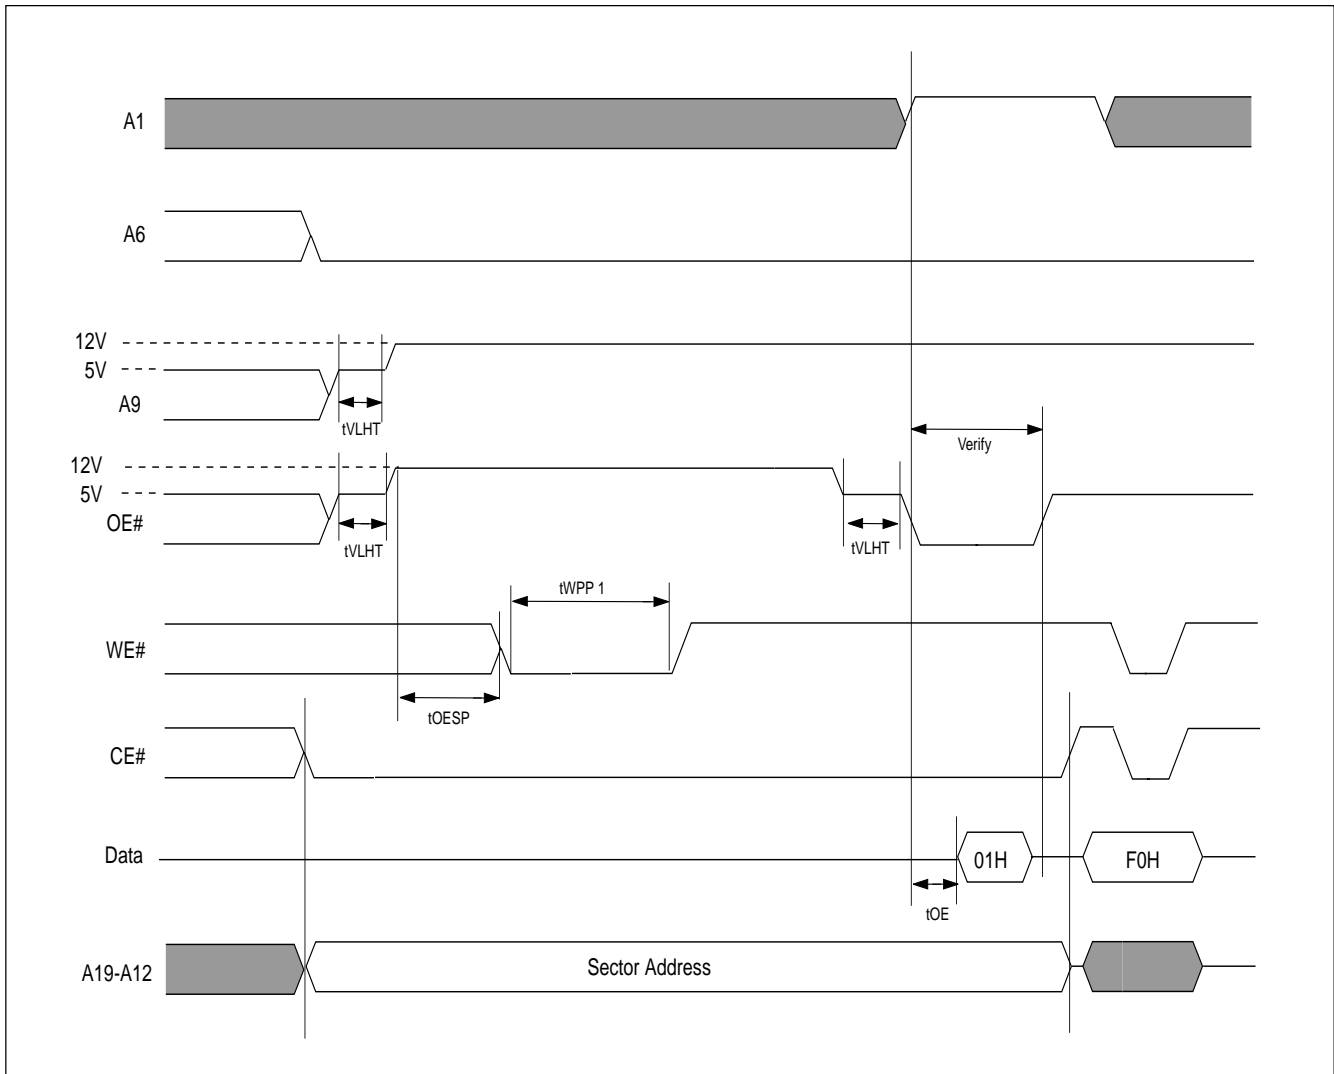 A1
A6
12V
5V
A9
tVLHT
Verify
12V
5V
OE#
tVLHT
tVLHT
tWPP 1
WE#
tOESP
CE#
Data
01H
F0H
tOE
A19-A12
Sector Address